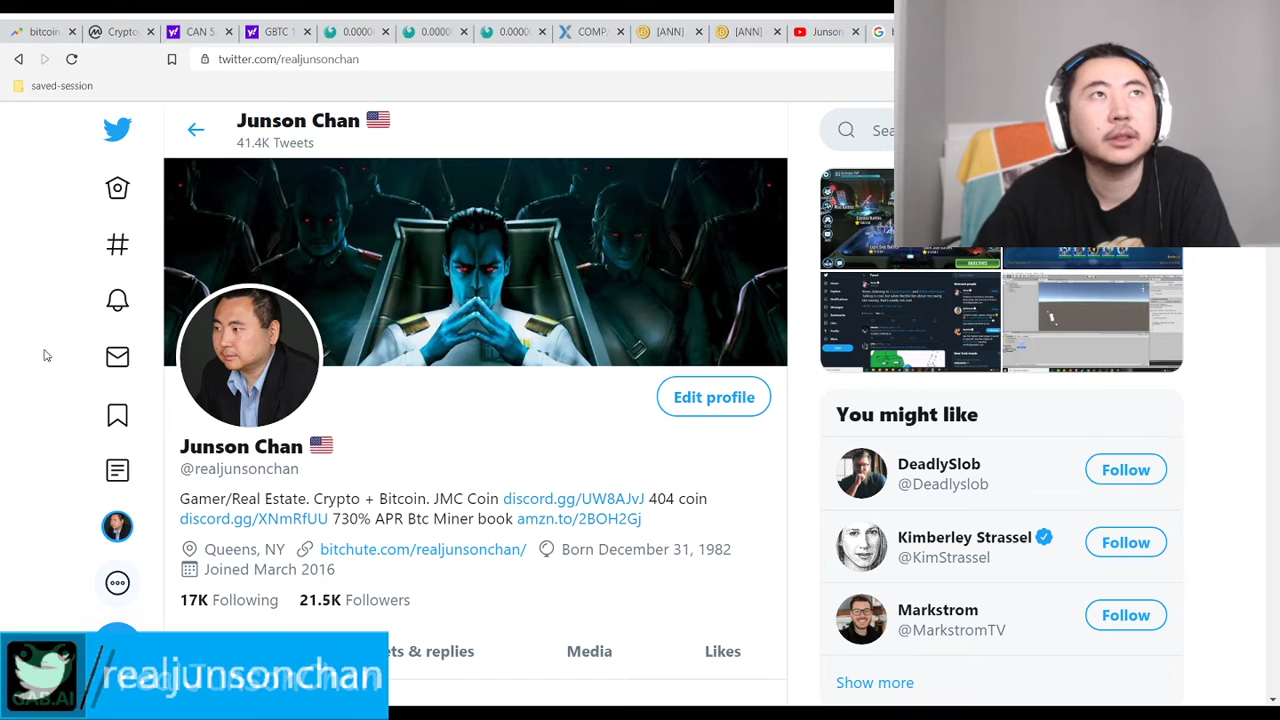 bitcoin
Crypto
CAN 5.
GBTC 1
0.0000
0.0000
0.0000
COMP
[ANN]
[ANN]
Junson
twitter.com/realjunsonchan
saved-session
Junson Chan
41.4K Tweets
Sea
Edit profile
Junson Chan
@realjunsonchan
Gamer/Real Estate. Crypto + Bitcoin. JMC Coin discord.gg/UW8AJvJ 404 coin
discord.gg/XNmRfUU 730% APR Btc Miner book amzn.to/2BOH2Gj
Queens, NY bitchute.com/realjunsonchan/ Born December 31, 1982
Joined March 2016
17K Following 21.5K Followers
ts & replies Media Likes
You might like
DeadlySlob
@Deadlyslob
Follow
Kimberley Strassel
@KimStrassel
Follow
Markstrom
@MarkstromTV
Follow
Show more
GAB.AI
/realjunsonchan